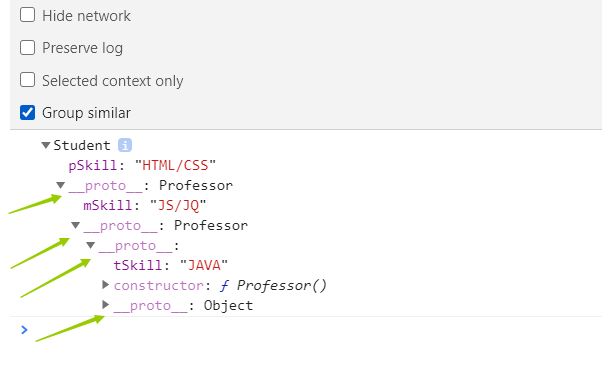 Hide network
Preserve log
Selected context only
Group similar
Student i
pSkill: "HTML/CSS"
__proto__: Professor
mSkill: "JS/JQ"
__proto__: Professor
__proto__:
tSkill: "JAVA"
constructor: ƒ Professor()
__proto__: Object